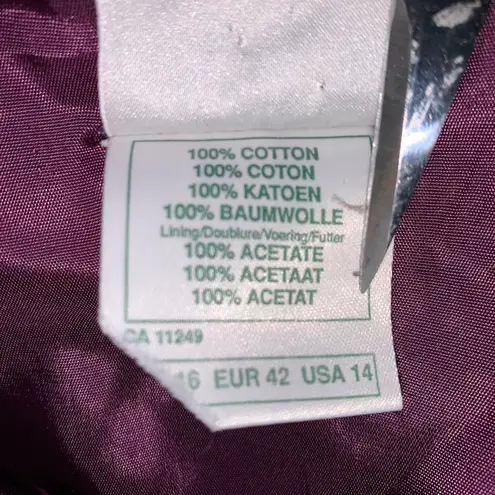 100% COTTON
100% COTON
100% KATOEN
100% BAUMWOLLE
Lining/Doublure/Voering/Futter
100% ACETATE
100% ACETAAT
100% ACETAT
CA 11249
16 EUR 42 USA 14